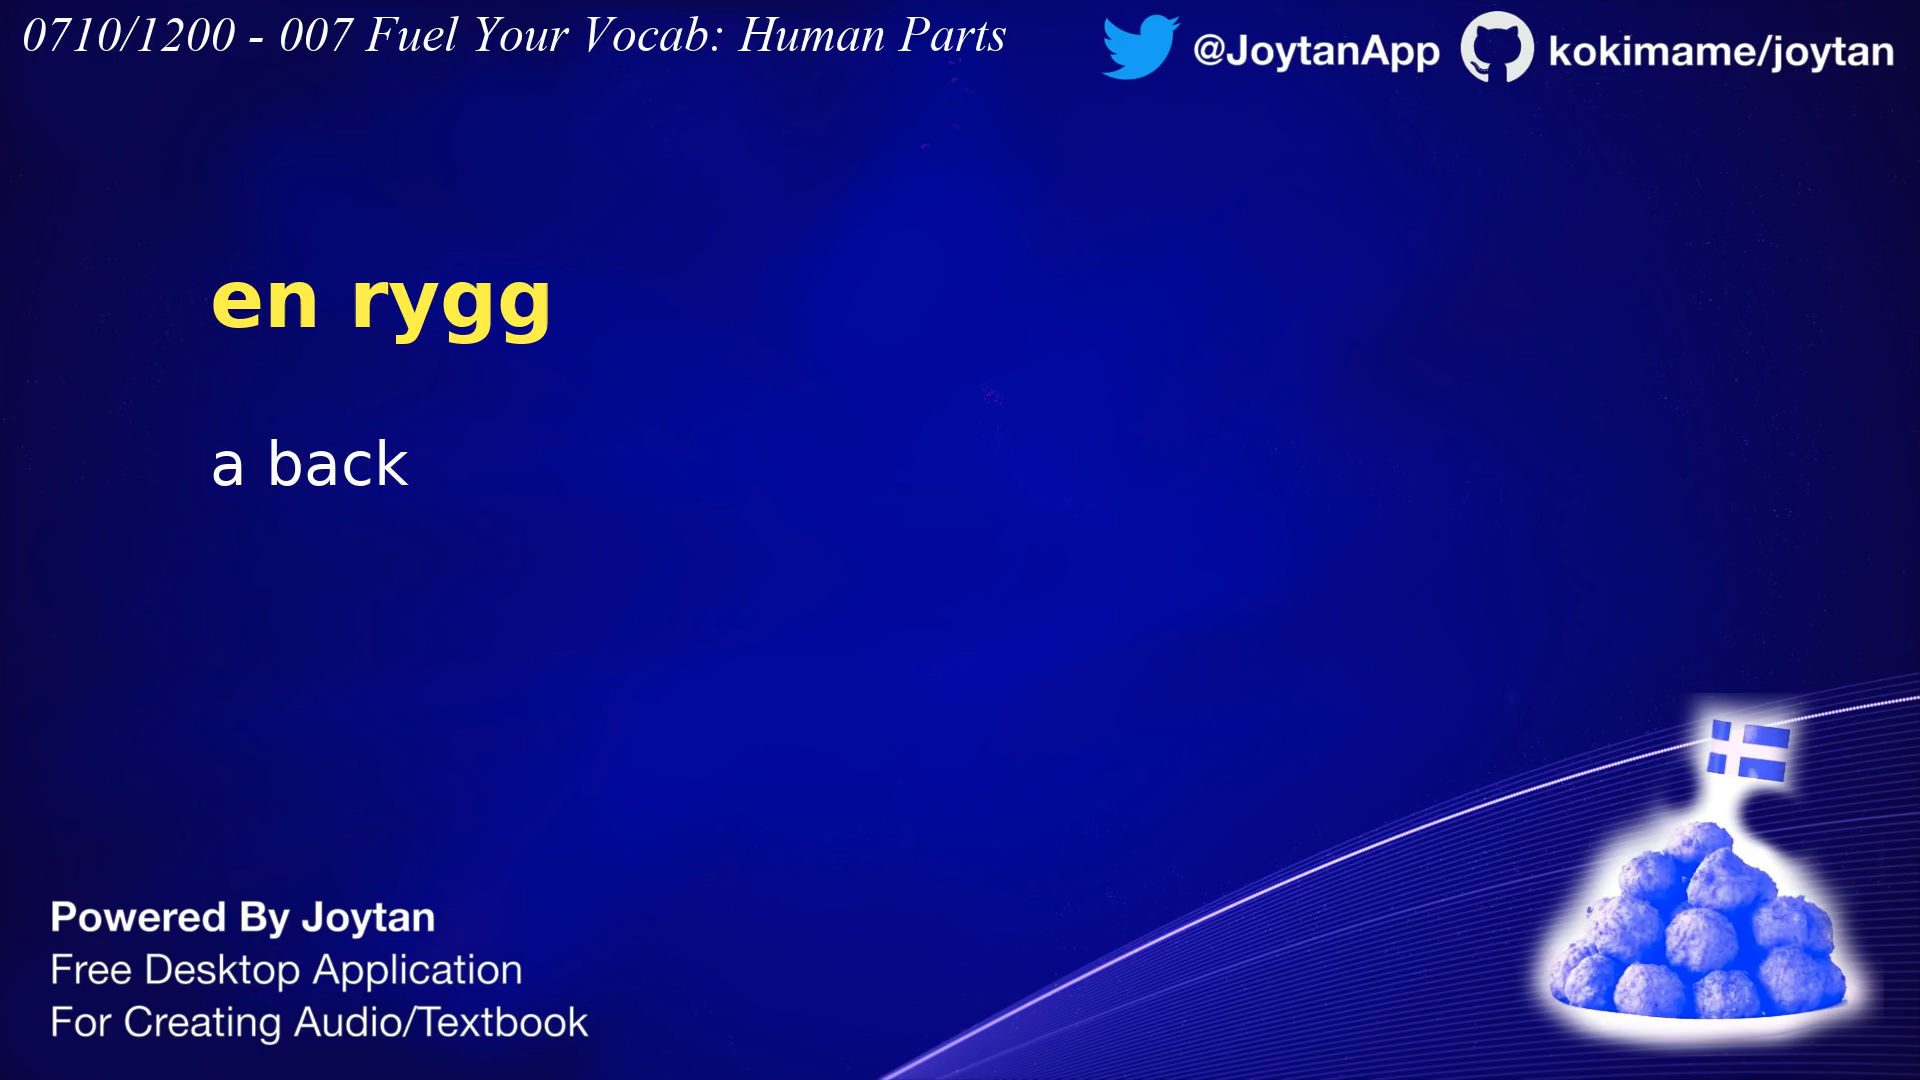 0710/1200 - 007 Fuel Your Vocab: Human Parts
@JoytanApp
kokimame/joytan
en rygg
a back
Powered By Joytan
Free Desktop Application
For Creating Audio/Textbook